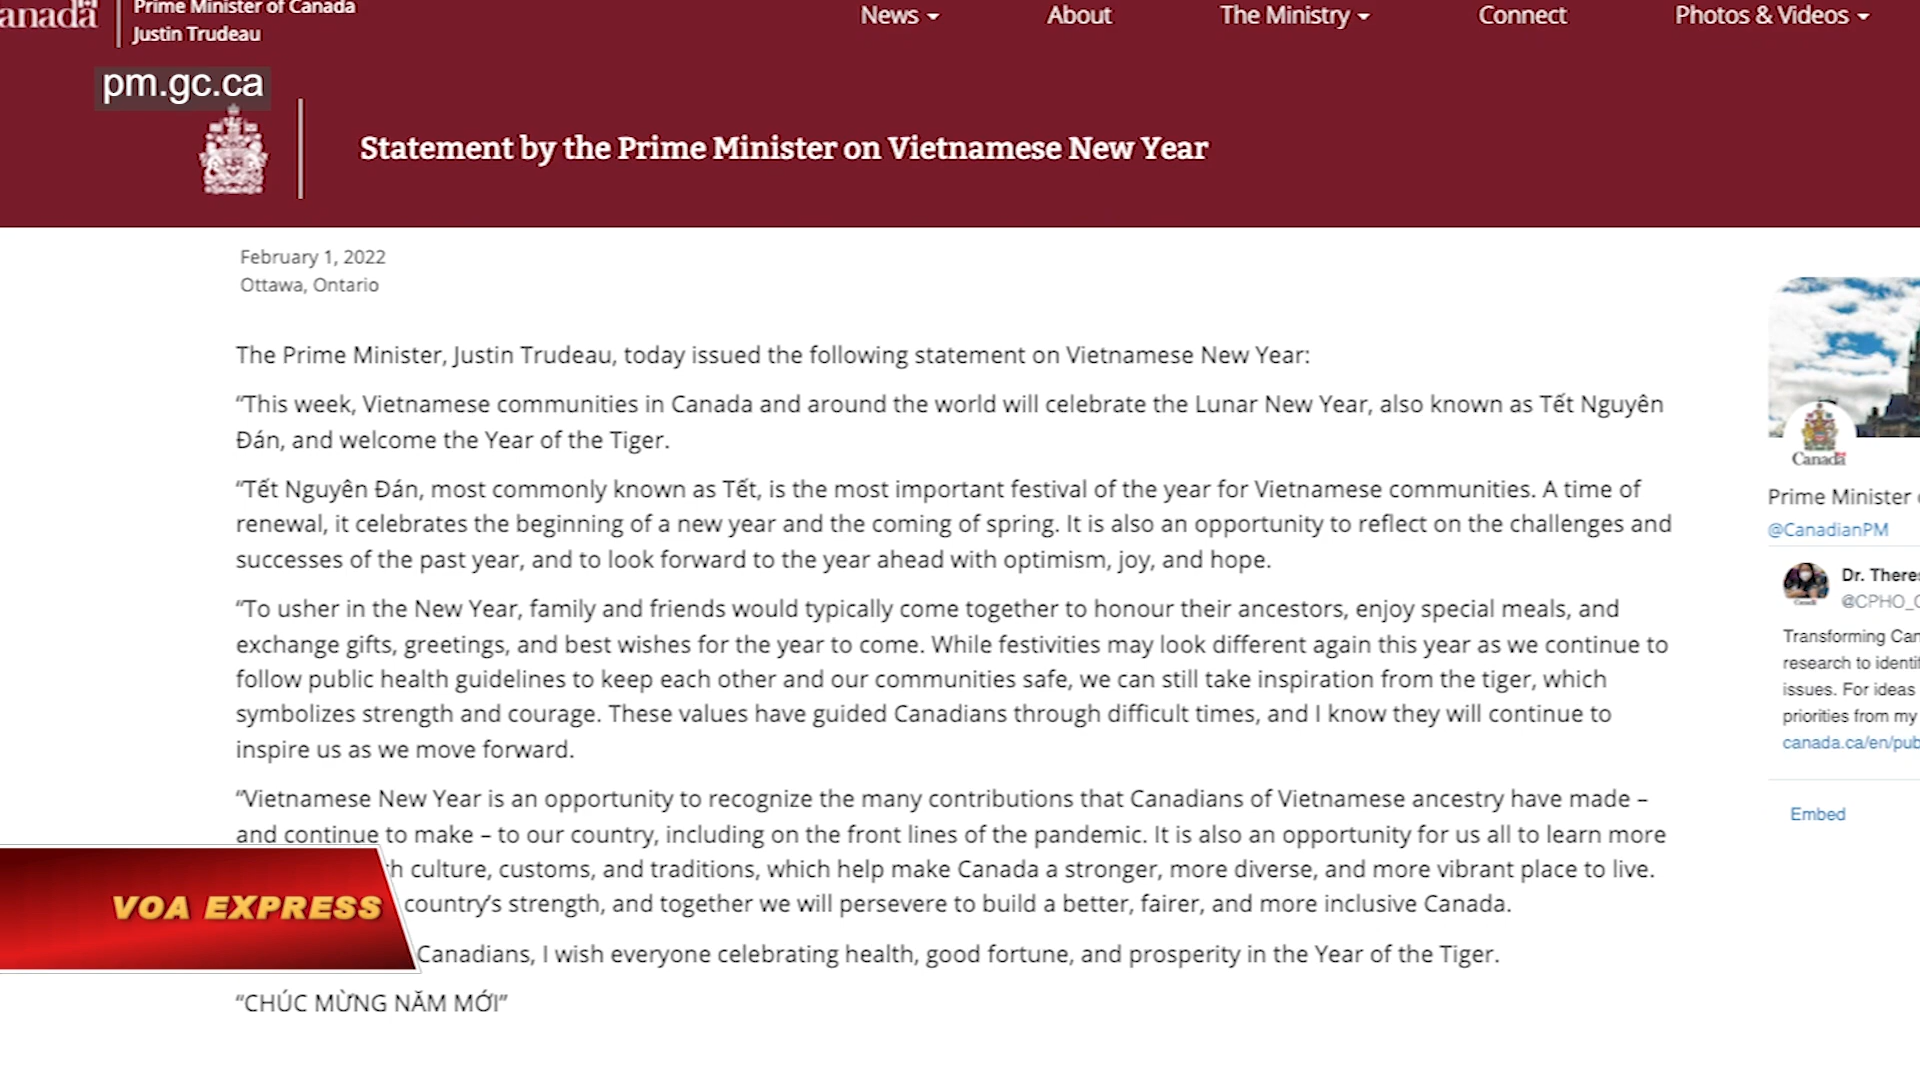 Prime Minister of Canada
Justin Trudeau
News
About
The Ministry
Connect
Photos & Videos
pm.gc.ca
Statement by the Prime Minister on Vietnamese New Year
February 1, 2022
Ottawa, Ontario
The Prime Minister, Justin Trudeau, today issued the following statement on Vietnamese New Year:
“This week, Vietnamese communities in Canada and around the world will celebrate the Lunar New Year, also known as Tết Nguyên
Đán, and welcome the Year of the Tiger.
“Tết Nguyên Đán, most commonly known as Tết, is the most important festival of the year for Vietnamese communities. A time of
renewal, it celebrates the beginning of a new year and the coming of spring. It is also an opportunity to reflect on the challenges and
successes of the past year, and to look forward to the year ahead with optimism, joy, and hope.
“To usher in the New Year, family and friends would typically come together to honour their ancestors, enjoy special meals, and
exchange gifts, greetings, and best wishes for the year to come. While festivities may look different again this year as we continue to
follow public health guidelines to keep each other and our communities safe, we can still take inspiration from the tiger, which
symbolizes strength and courage. These values have guided Canadians through difficult times, and I know they will continue to
inspire us as we move forward.
“Vietnamese New Year is an opportunity to recognize the many contributions that Canadians of Vietnamese ancestry have made –
and continue to make – to our country, including on the front lines of the pandemic. It is also an opportunity for us all to learn more
culture, customs, and traditions, which help make Canada a stronger, more diverse, and more vibrant place to live.
country’s strength, and together we will persevere to build a better, fairer, and more inclusive Canada.
Canadians, I wish everyone celebrating health, good fortune, and prosperity in the Year of the Tiger.
“CHÚC MỪNG NĂM MỚI”
VOA EXPRESS
Canada
Prime Minister
@CanadianPM
Dr.
Transforming
research to
issues. For ideas
priorities from my
Embed